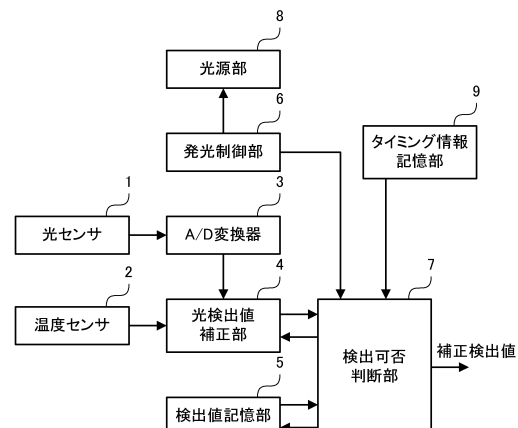 8
光源部
6
発光制御部
9
タイミング情報
記憶部
1
光センサ
3
A/D変換器
2
温度センサ
4
光検出値
補正部
7
検出可否
判断部
補正検出値
5
検出値記憶部